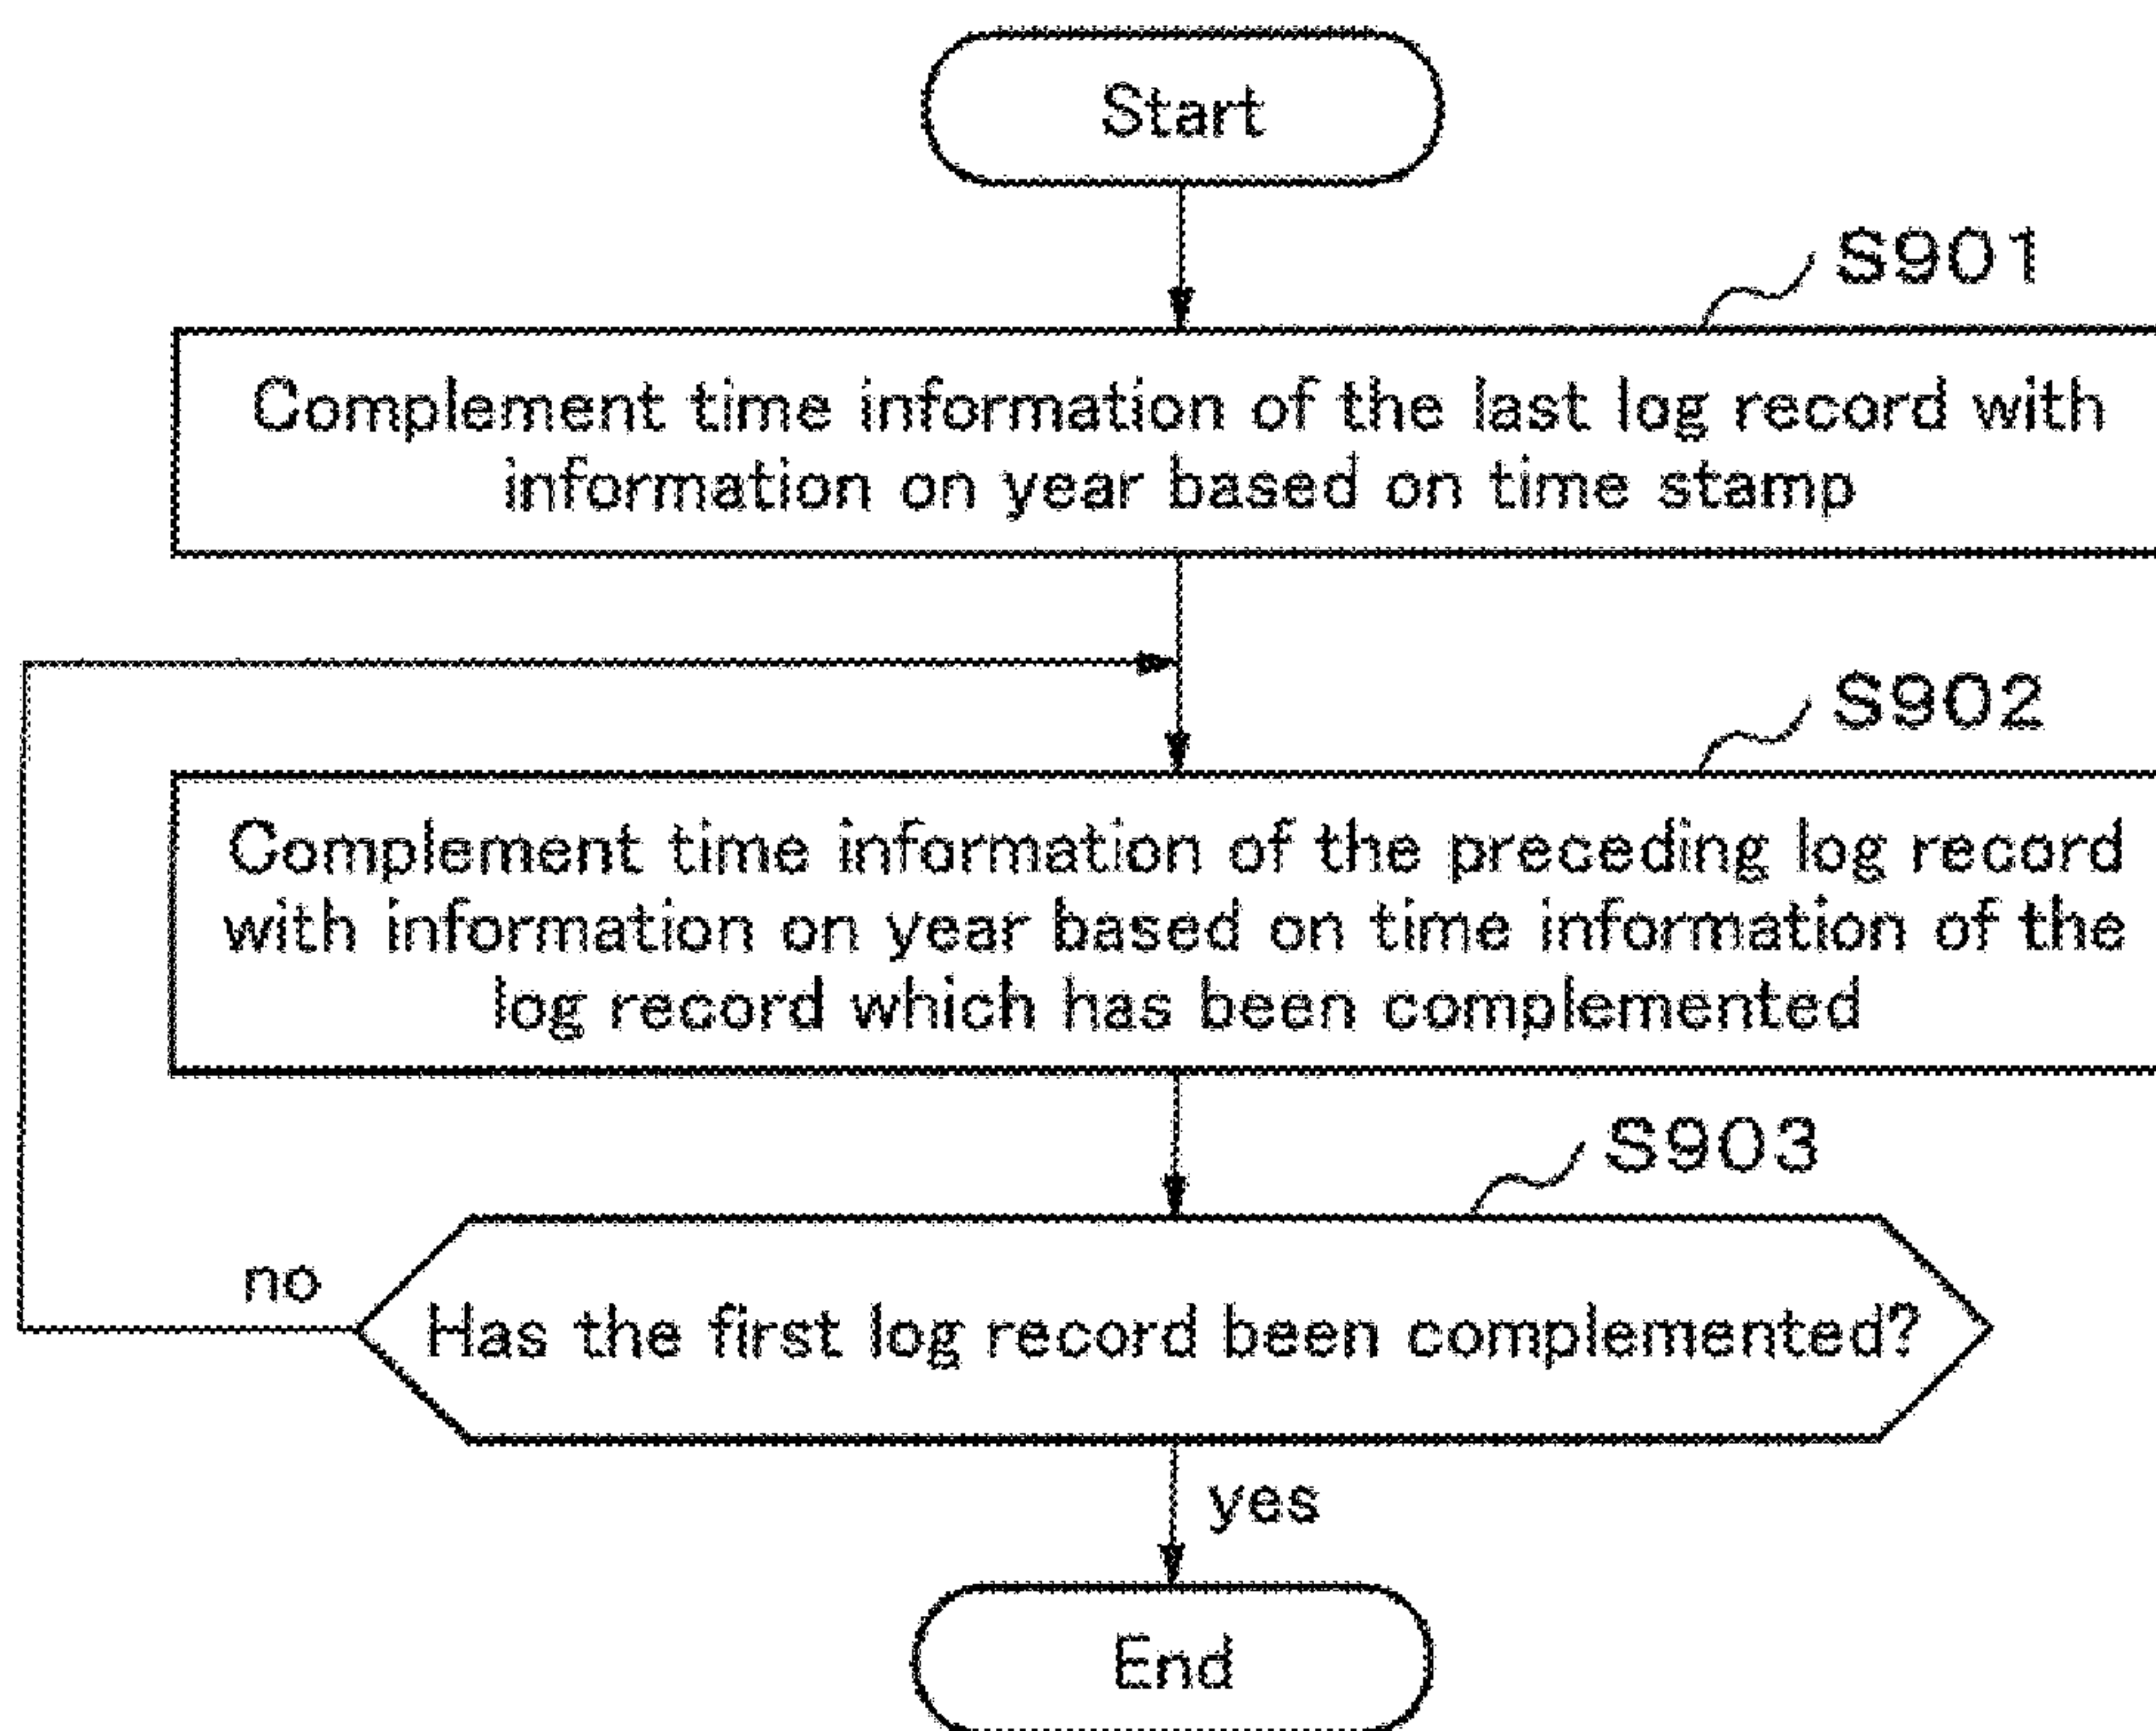 Start
S901
Complement time information of the last log record with
information on year based on time stamp
S902
Complement time information of the preceding log record
with information on year based on time information of the
log record which has been complemented
S903
no
Has the first log record been complemented?
yes
End